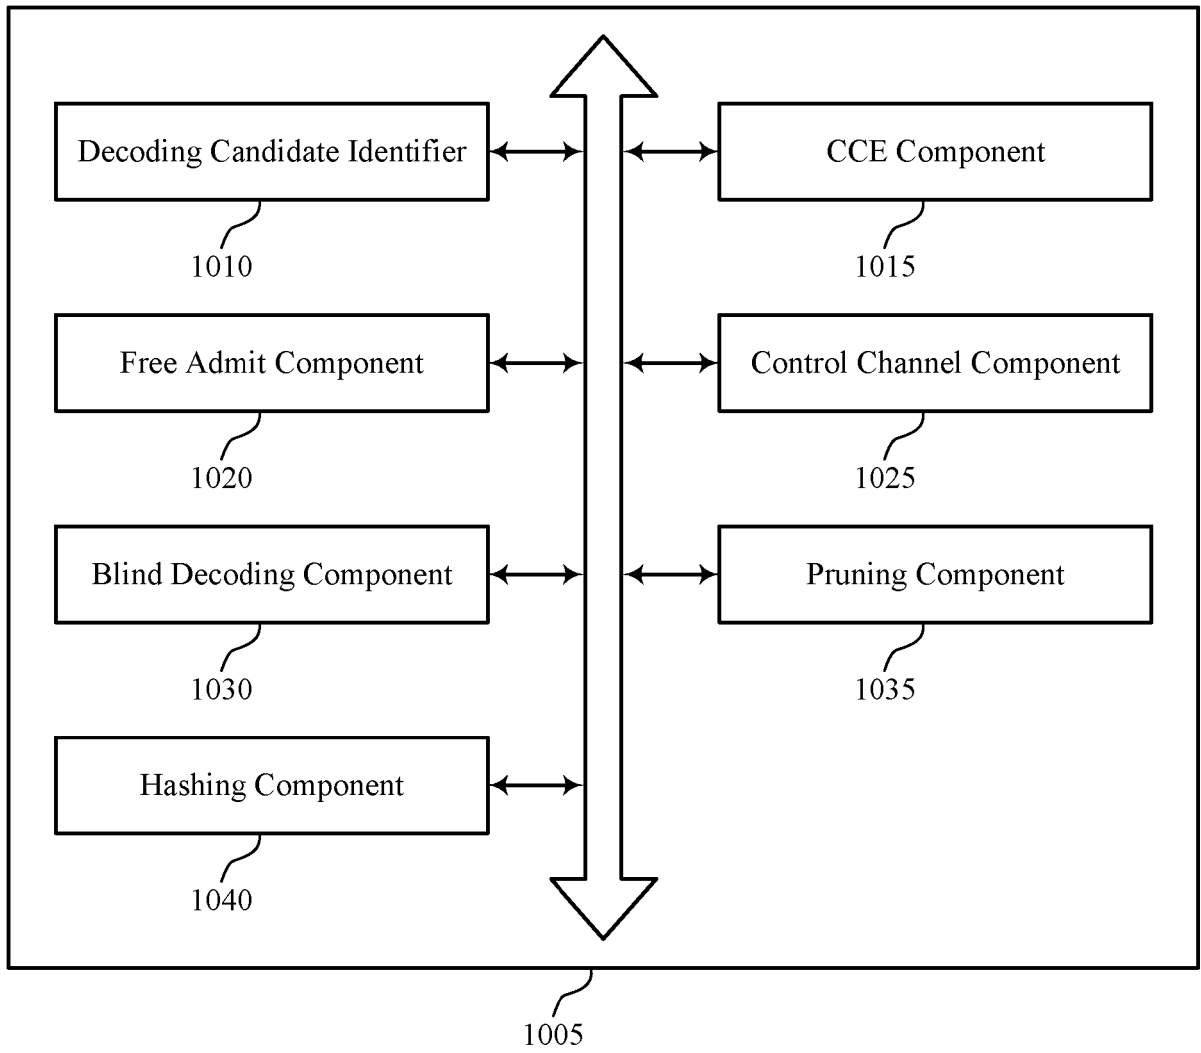 Decoding Candidate Identifier
CCE Component
1010
1015
Free Admit Component
Control Channel Component
1020
1025
Blind Decoding Component
Pruning Component
1030
1035
Hashing Component
1040
1005